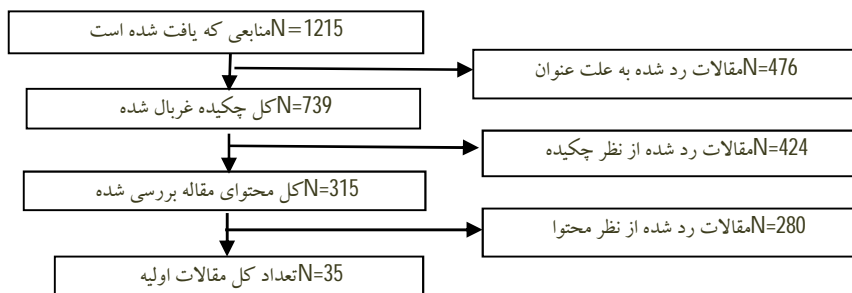 منابعی که یافت شده است N=1215
مقالات رد شده به علت عنوان N=476
کل چکیده غربال شده N=739
مقالات رد شده از نظر چکیده N=424
کل محتوای مقاله بررسی شده N=315
مقالات رد شده از نظر محتوا N=280
تعداد کل مقالات اولیه N=35